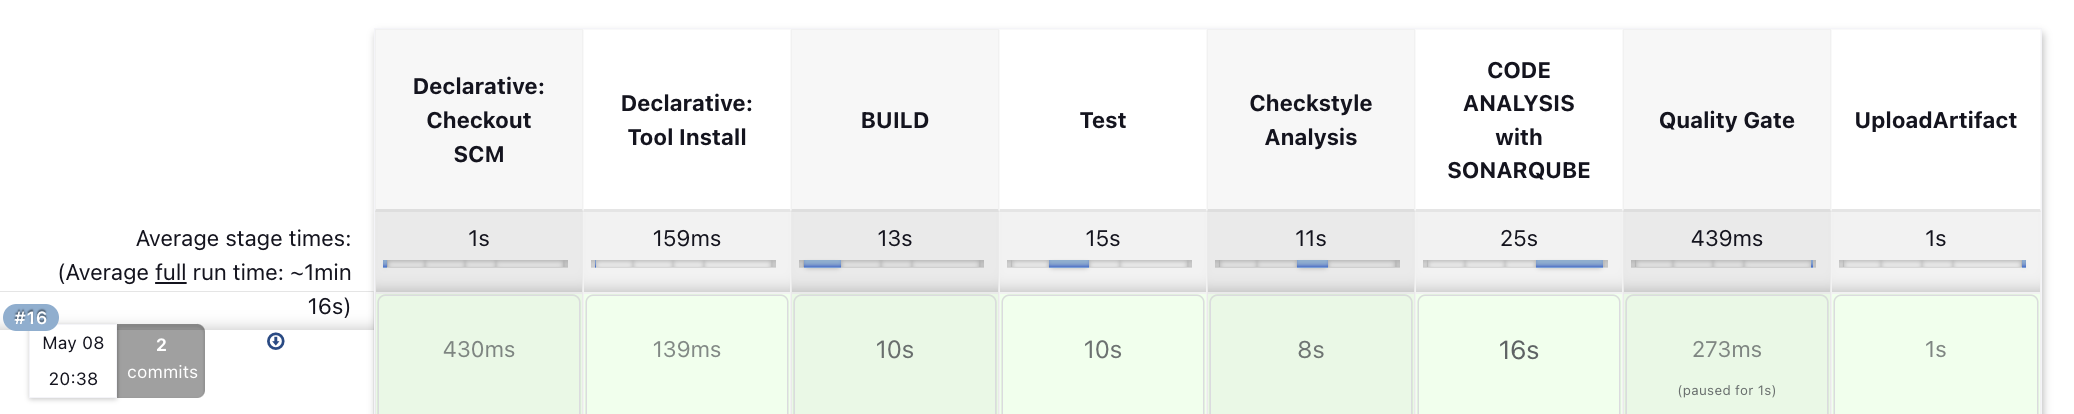 Declarative:
Checkout
SCM
Declarative:
Tool Install
BUILD
Test
Checkstyle
Analysis
CODE
ANALYSIS
with
SONARQUBE
Quality Gate
UploadArtifact
Average stage times:
(Average full run time: ~1min
16s)
1s
159ms
13s
15s
11s
25s
439ms
1s
#16
May 08
20:38
2
commits
430ms
139ms
10s
10s
8s
16s
273ms
(paused for 1s)
1s